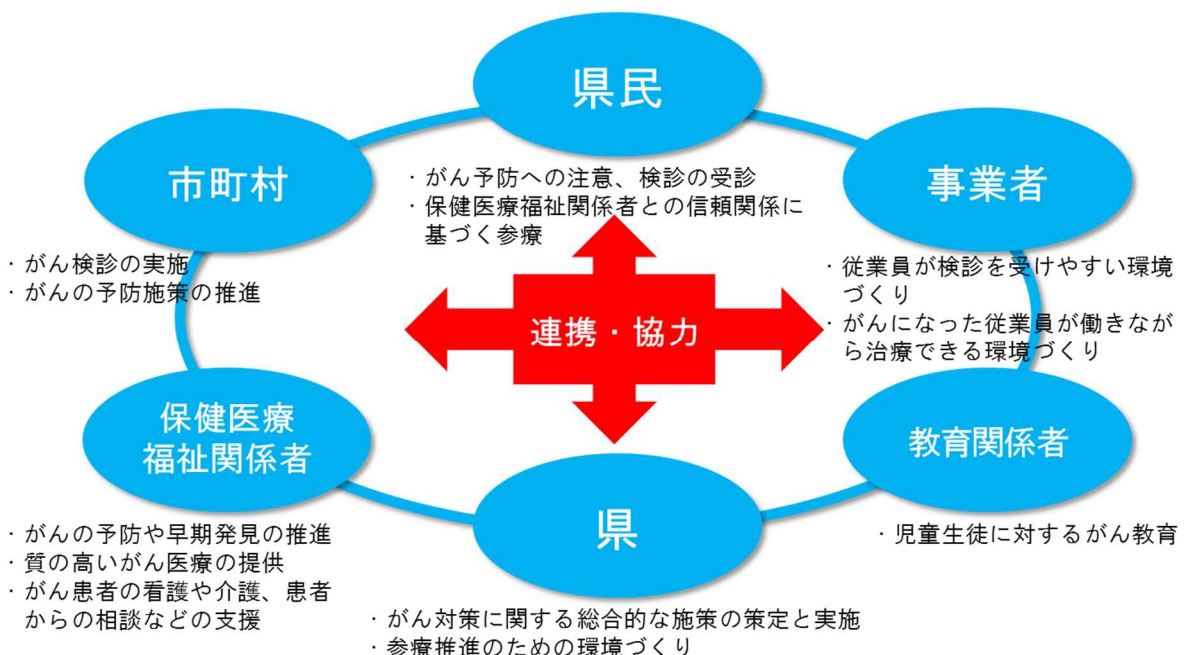 県民
・がん予防への注意、検診の受診
・保健医療福祉関係者との信頼関係に
基づく参療
市町村
・がん検診の実施
・がんの予防施策の推進
事業者
・従業員が検診を受けやすい環境
づくり
・がんになった従業員が働きなが
ら治療できる環境づくり
連携・協力
保健医療
福祉関係者
・がんの予防や早期発見の推進
・質の高いがん医療の提供
・がん患者の看護や介護、患者
からの相談などの支援
教育関係者
・児童生徒に対するがん教育
県
・がん対策に関する総合的な施策の策定と実施
・参療推進のための環境づくり